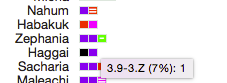 Nahum
Habakuk
Zephania
Haggai
Sacharia
3.9-3.Z (7%): 1
Maleachi